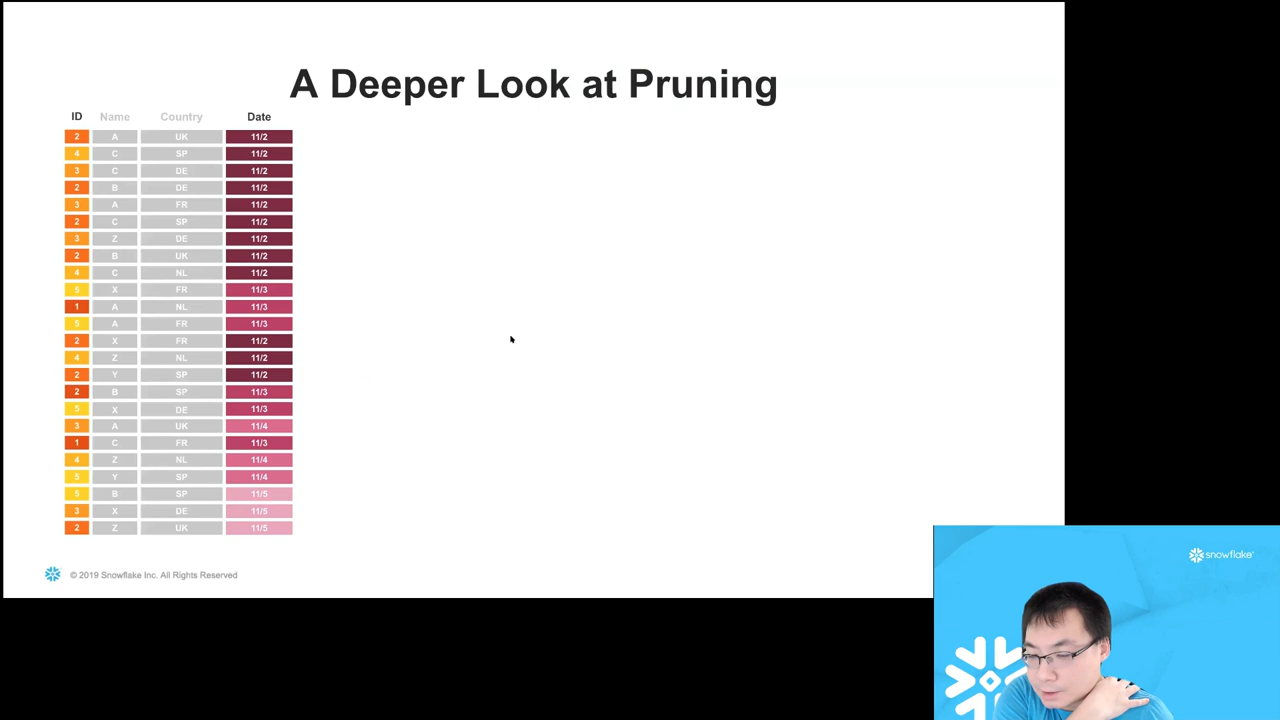 A Deeper Look at Pruning
ID Name Country Date
2 A UK 11/2
4 C SP 11/2
3 C DE 11/2
2 B DE 11/2
3 A FR 11/2
2 C SP 11/2
3 Z DE 11/2
2 B UK 11/2
4 C NL 11/2
5 X FR 11/3
1 A NL 11/3
5 A FR 11/3
2 X FR 11/2
4 Z NL 11/2
2 Y SP 11/2
2 B SP 11/3
5 X DE 11/3
3 A UK 11/4
1 C FR 11/3
4 Z NL 11/4
5 Y SP 11/4
5 B SP 11/5
3 X DE 11/5
2 Z UK 11/5
© 2019 Snowflake Inc. All Rights Reserved
snowflake